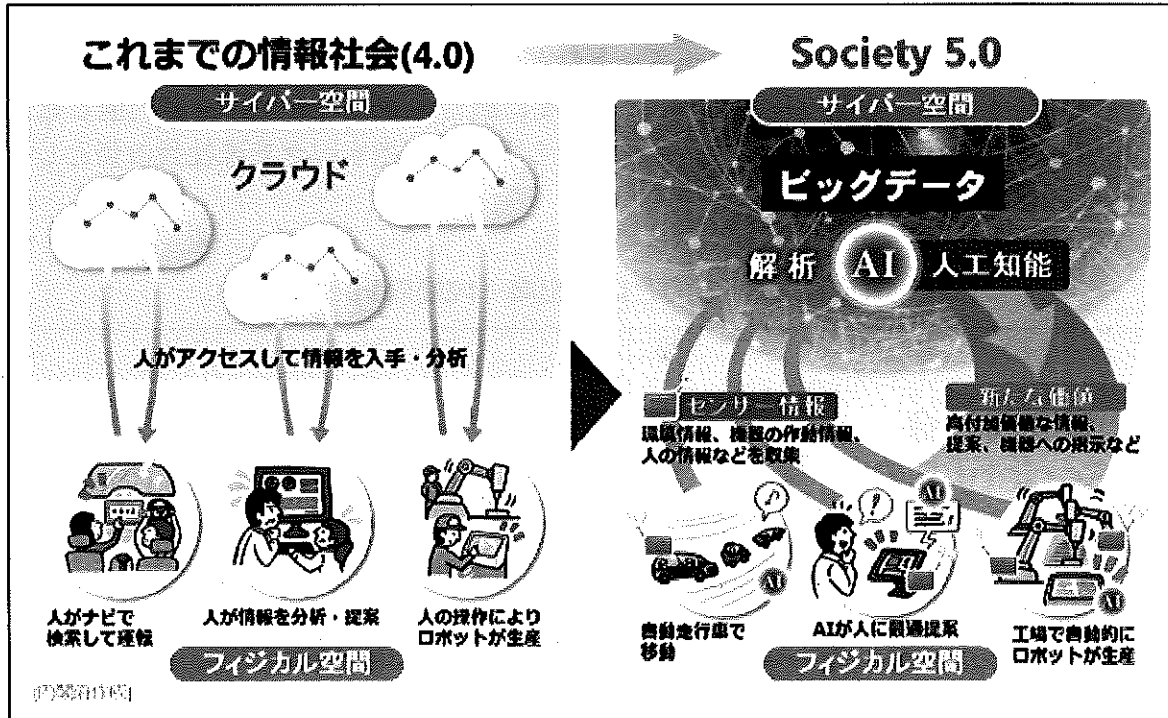 これまでの情報社会(4.0)
サイバー空間
クラウド
人がアクセスして情報を入手・分析
人がナビで
検索して運転
人が情報を分析・提案
人の操作により
ロボットが生産
フィジカル空間
Society 5.0
サイバー空間
ビッグデータ
解析 AI 人工知能
センサー情報
環境情報、機器の作動情報、
人の情報などを収集
新たな価値
高付加価値な情報、
提案、機器への指示など
AI
AI
AI
自動走行車で
移動
AIが人に最適提案
工場で自動的に
ロボットが生産
フィジカル空間